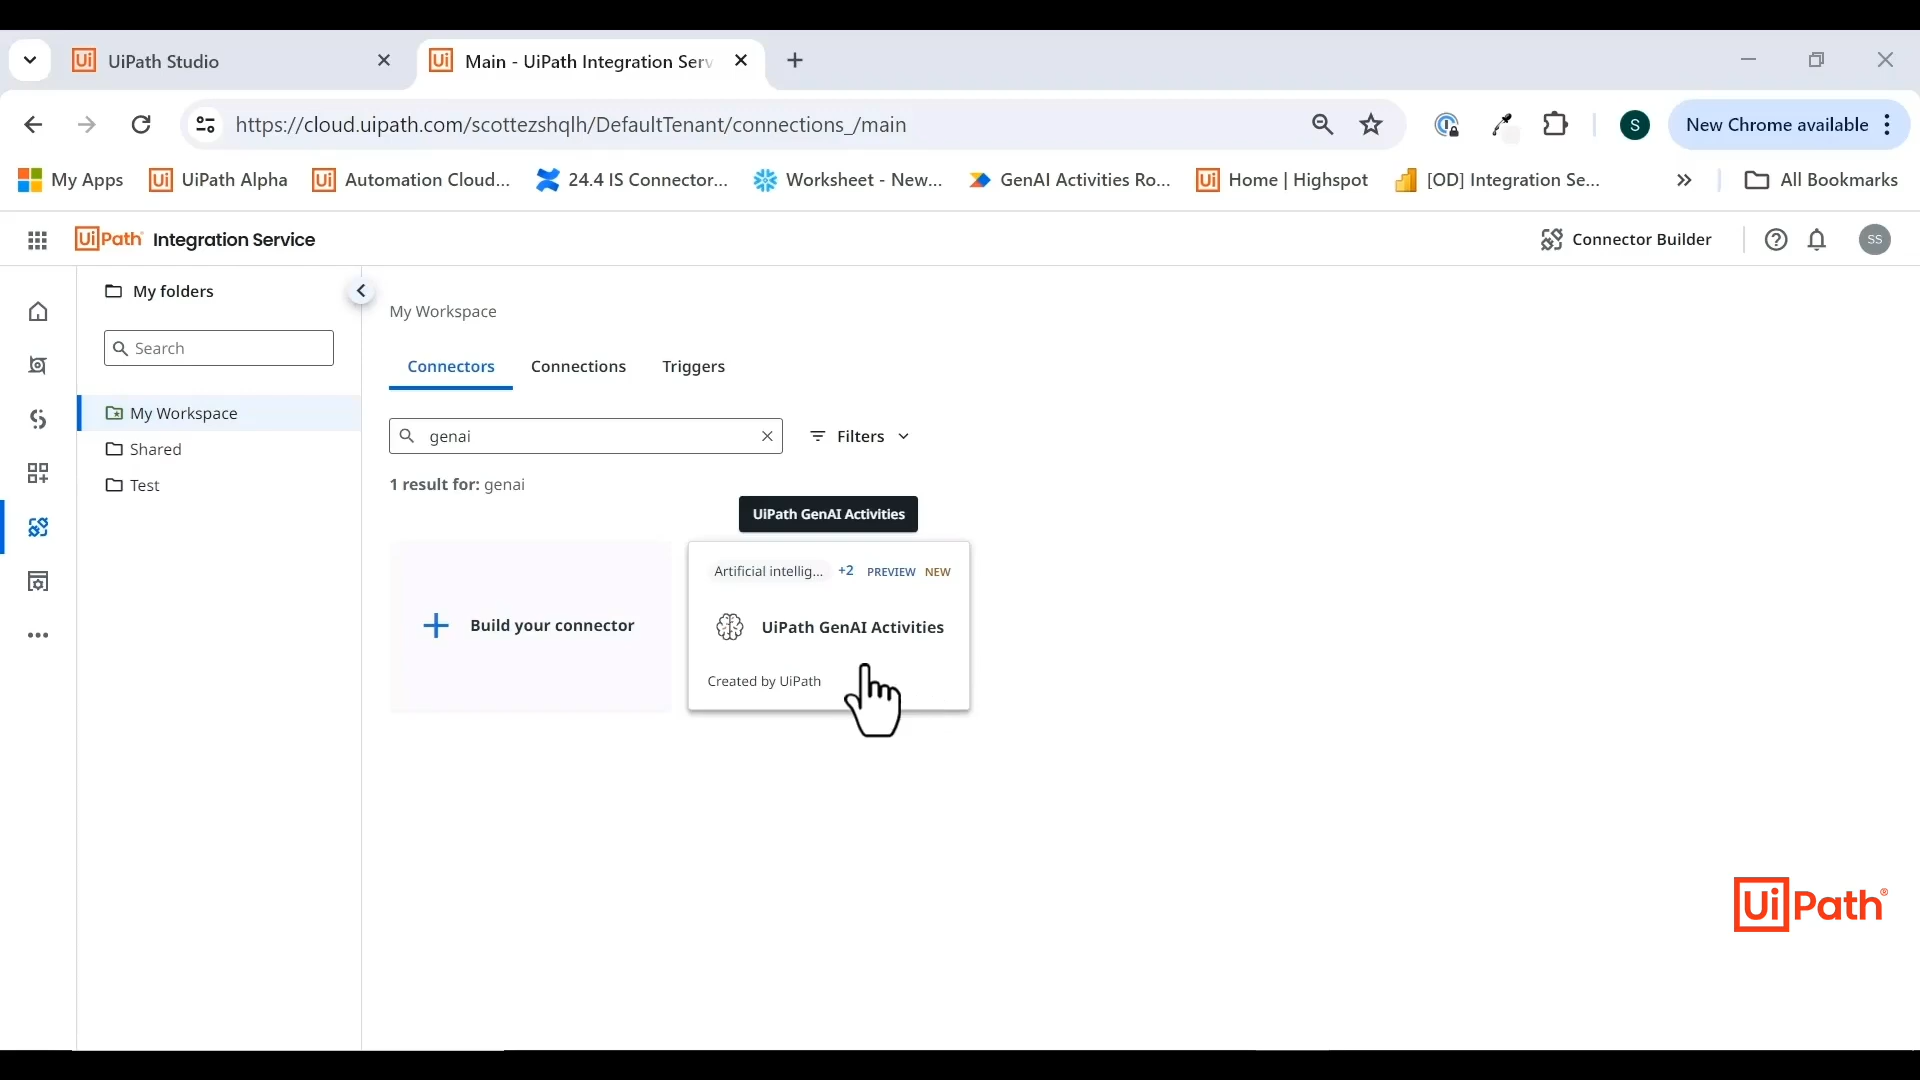 UiPath Studio
Main - UiPath Integration Serv
https://cloud.uipath.com/scottezshqlh/DefaultTenant/connections_/main
S
New Chrome available
My Apps
UiPath Alpha
Automation Cloud...
24.4 IS Connector...
Worksheet - New...
GenAI Activities Ro...
Home | Highspot
[OD] Integration Se...
All Bookmarks
UiPath Integration Service
Connector Builder
SS
My folders
Search
My Workspace
Shared
Test
My Workspace
Connectors
Connections
Triggers
genai
Filters
1 result for: genai
UiPath GenAI Activities
Build your connector
Artificial intellig... +2 PREVIEW NEW
UiPath GenAI Activities
Created by UiPath
UiPath®